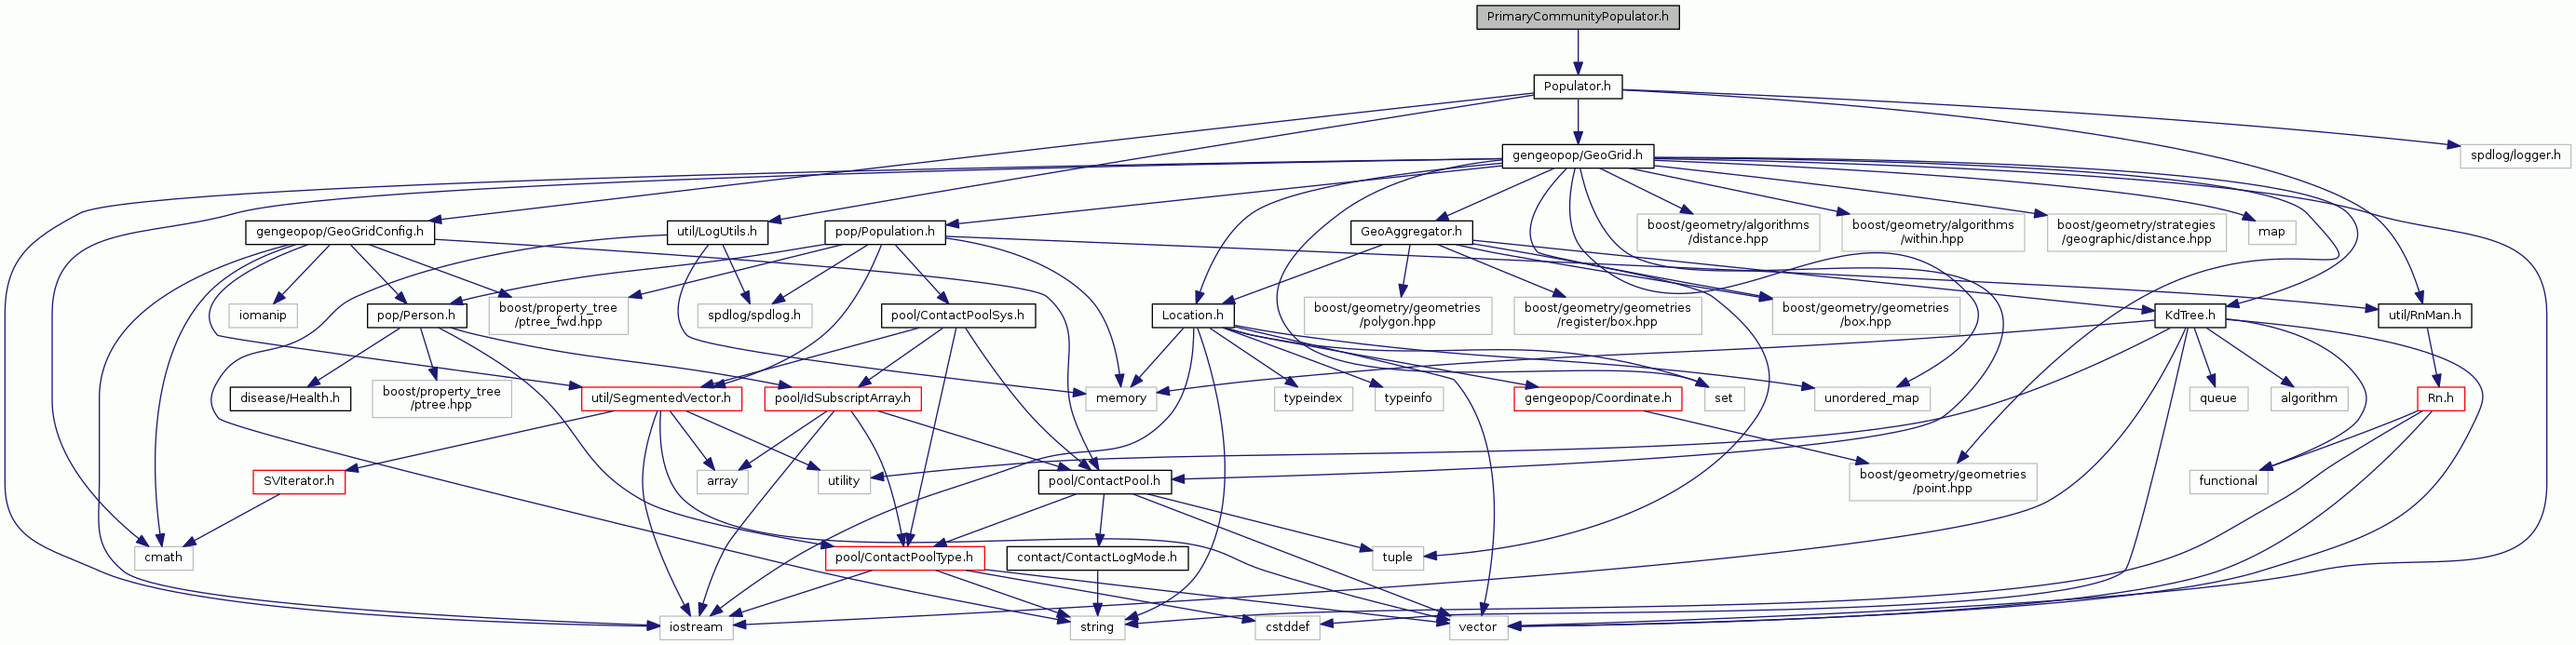 PrimaryCommunityPopulator.h
Populator.h
gengeopop/GeoGrid.h
spdlog/logger.h
gengeopop/GeoGridConfig.h
util/LogUtils.h
pop/Population.h
GeoAggregator.h
boost/geometry/algorithms
/distance.hpp
boost/geometry/algorithms
/within.hpp
boost/geometry/strategies
/geographic/distance.hpp
map
iomanip
pop/Person.h
boost/property_tree
/ptree_fwd.hpp
spdlog/spdlog.h
pool/ContactPoolSys.h
Location.h
boost/geometry/geometries
/polygon.hpp
boost/geometry/geometries
/register/box.hpp
boost/geometry/geometries
/box.hpp
KdTree.h
util/RnMan.h
disease/Health.h
boost/property_tree
/ptree.hpp
util/SegmentedVector.h
pool/IdSubscriptArray.h
memory
typeindex
typeinfo
gengeopop/Coordinate.h
set
unordered_map
queue
algorithm
Rn.h
SVIterator.h
array
utility
pool/ContactPool.h
boost/geometry/geometries
/point.hpp
functional
cmath
pool/ContactPoolType.h
contact/ContactLogMode.h
tuple
iostream
string
cstddef
vector